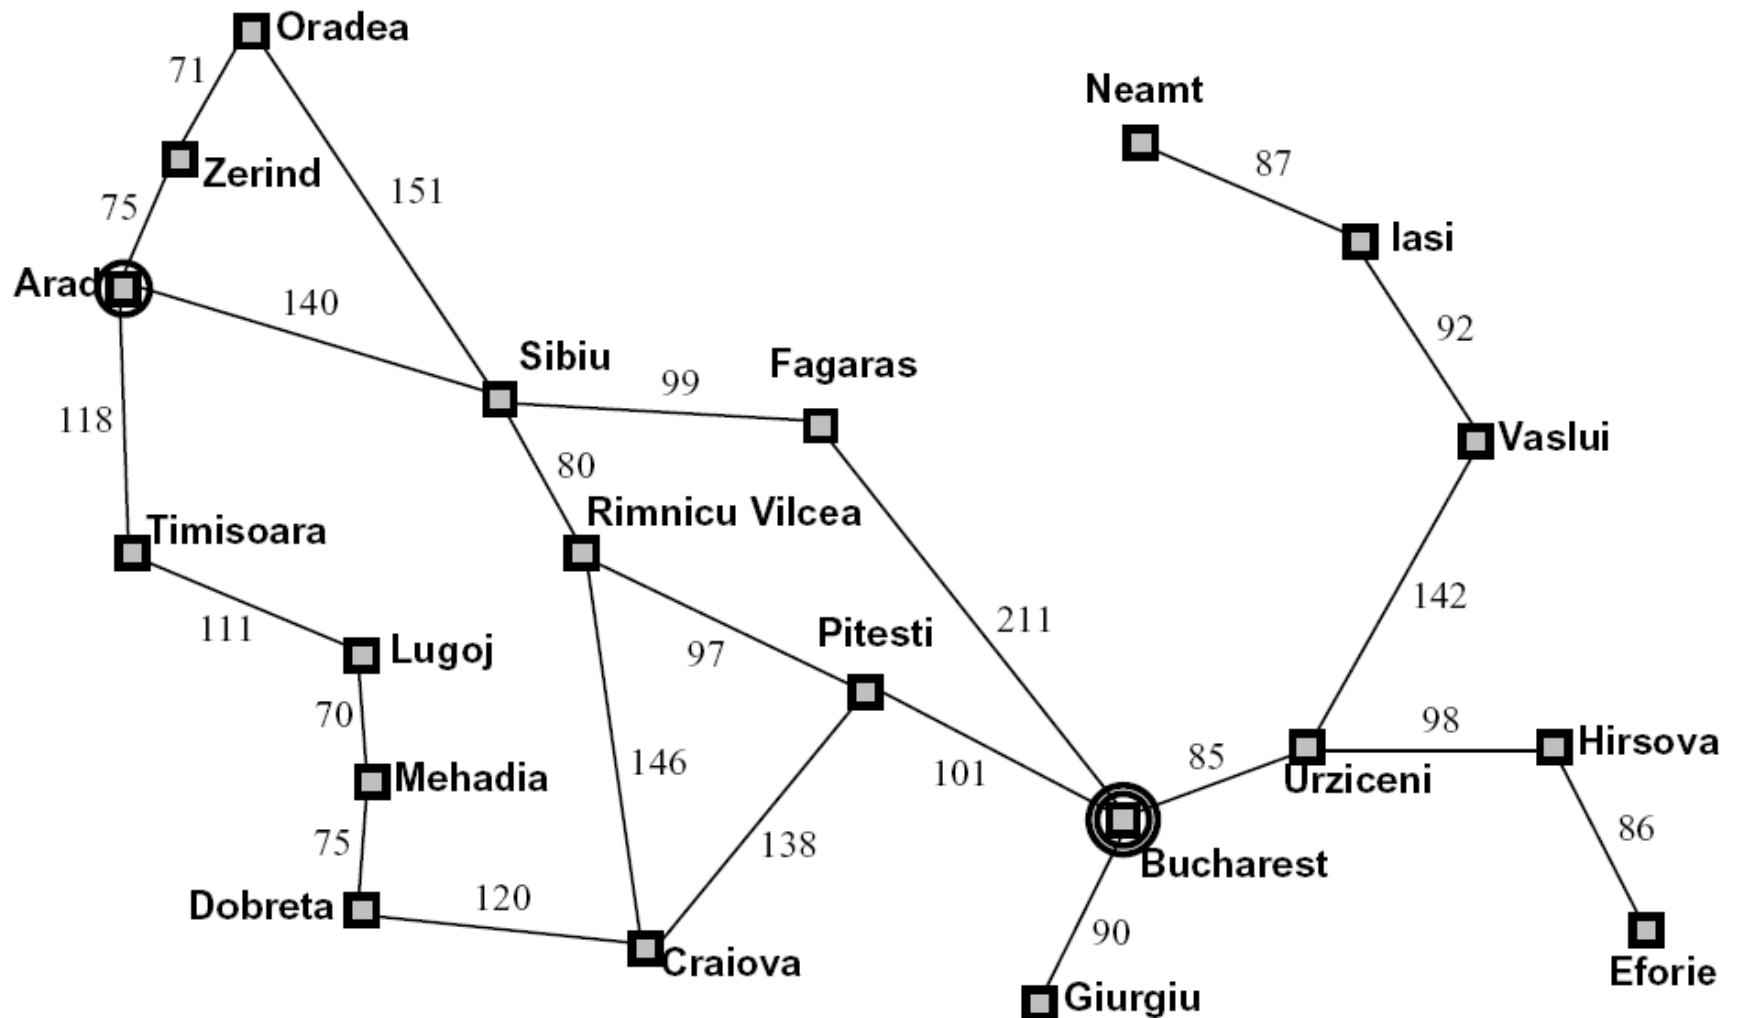 Oradea
71
Neamt
87
Zerind
151
75
Iasi
Arad
140
92
Sibiu
99
Fagaras
118
Vaslui
80
Rimnicu Vilcea
Timisoara
142
211
111
Lugoj
97
Pitesti
70
146
101
85
98
Hirsova
Mehadia
Urziceni
75
138
86
Bucharest
Dobreta
120
90
Craiova
Eforie
Giurgiu